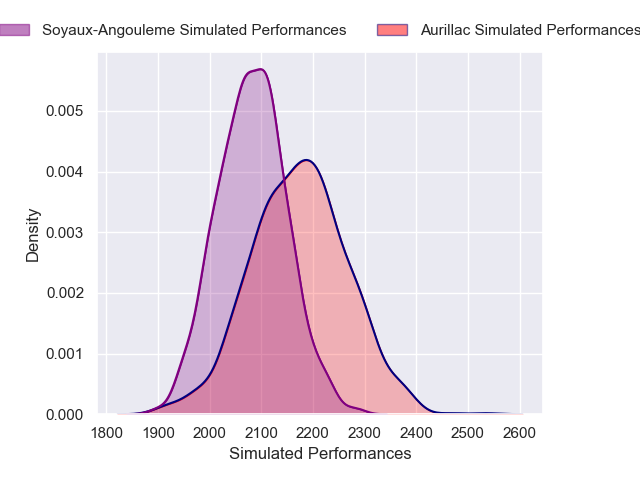 Soyaux-Angouleme Simulated Performances Aurillac Simulated Performances
0.005
0.004
0.003
0.002
0.001
0.000
Density
1800 1900 2000 2100 2200 2300 2400 2500 2600
Simulated Performances